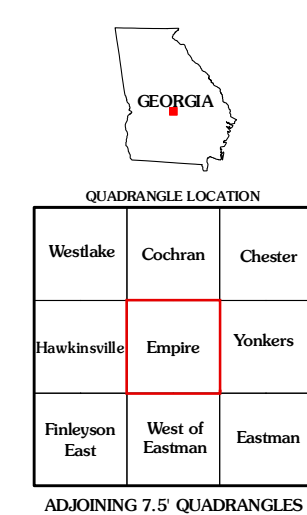 GEORGIA
QUADRANGLE LOCATION
Westlake
Cochran
Chester
Hawkinsville
Empire
Yonkers
Finleyson
East
West of
Eastman
Eastman
ADJOINING 7.5' QUADRANGLES